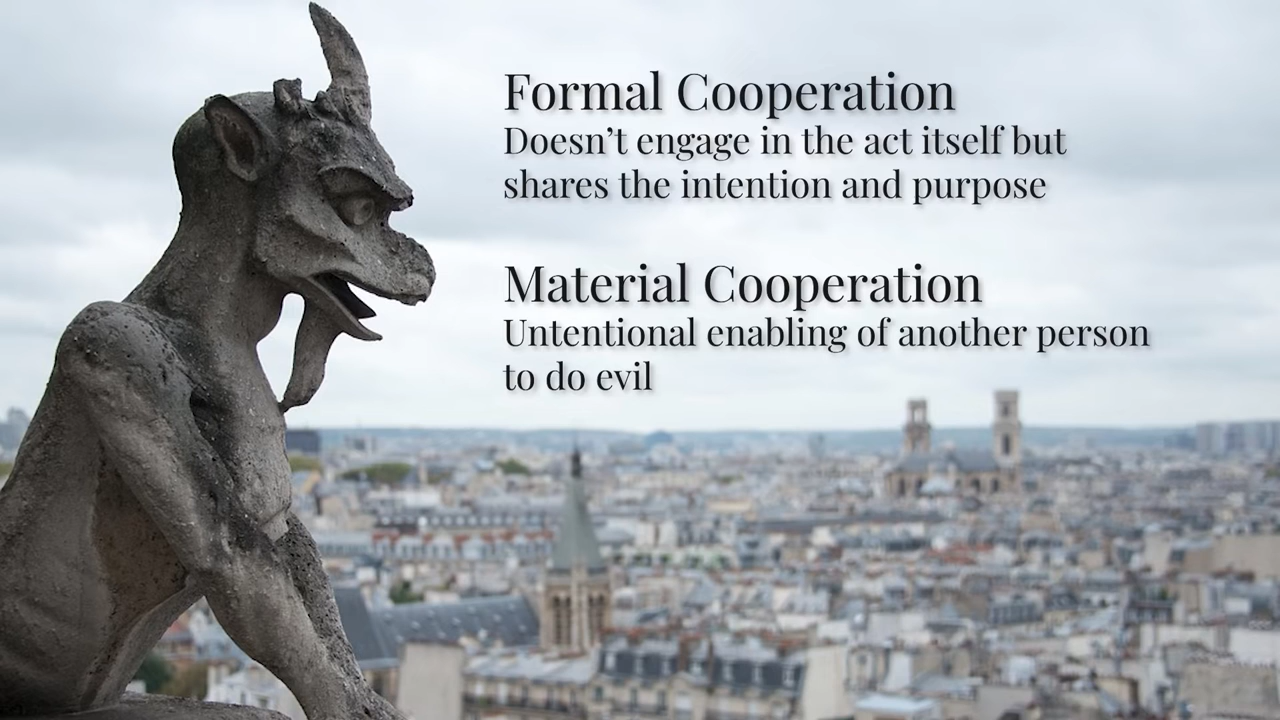 Formal Cooperation
Doesn’t engage in the act itself but
shares the intention and purpose
Material Cooperation
Untentional enabling of another person
to do evil